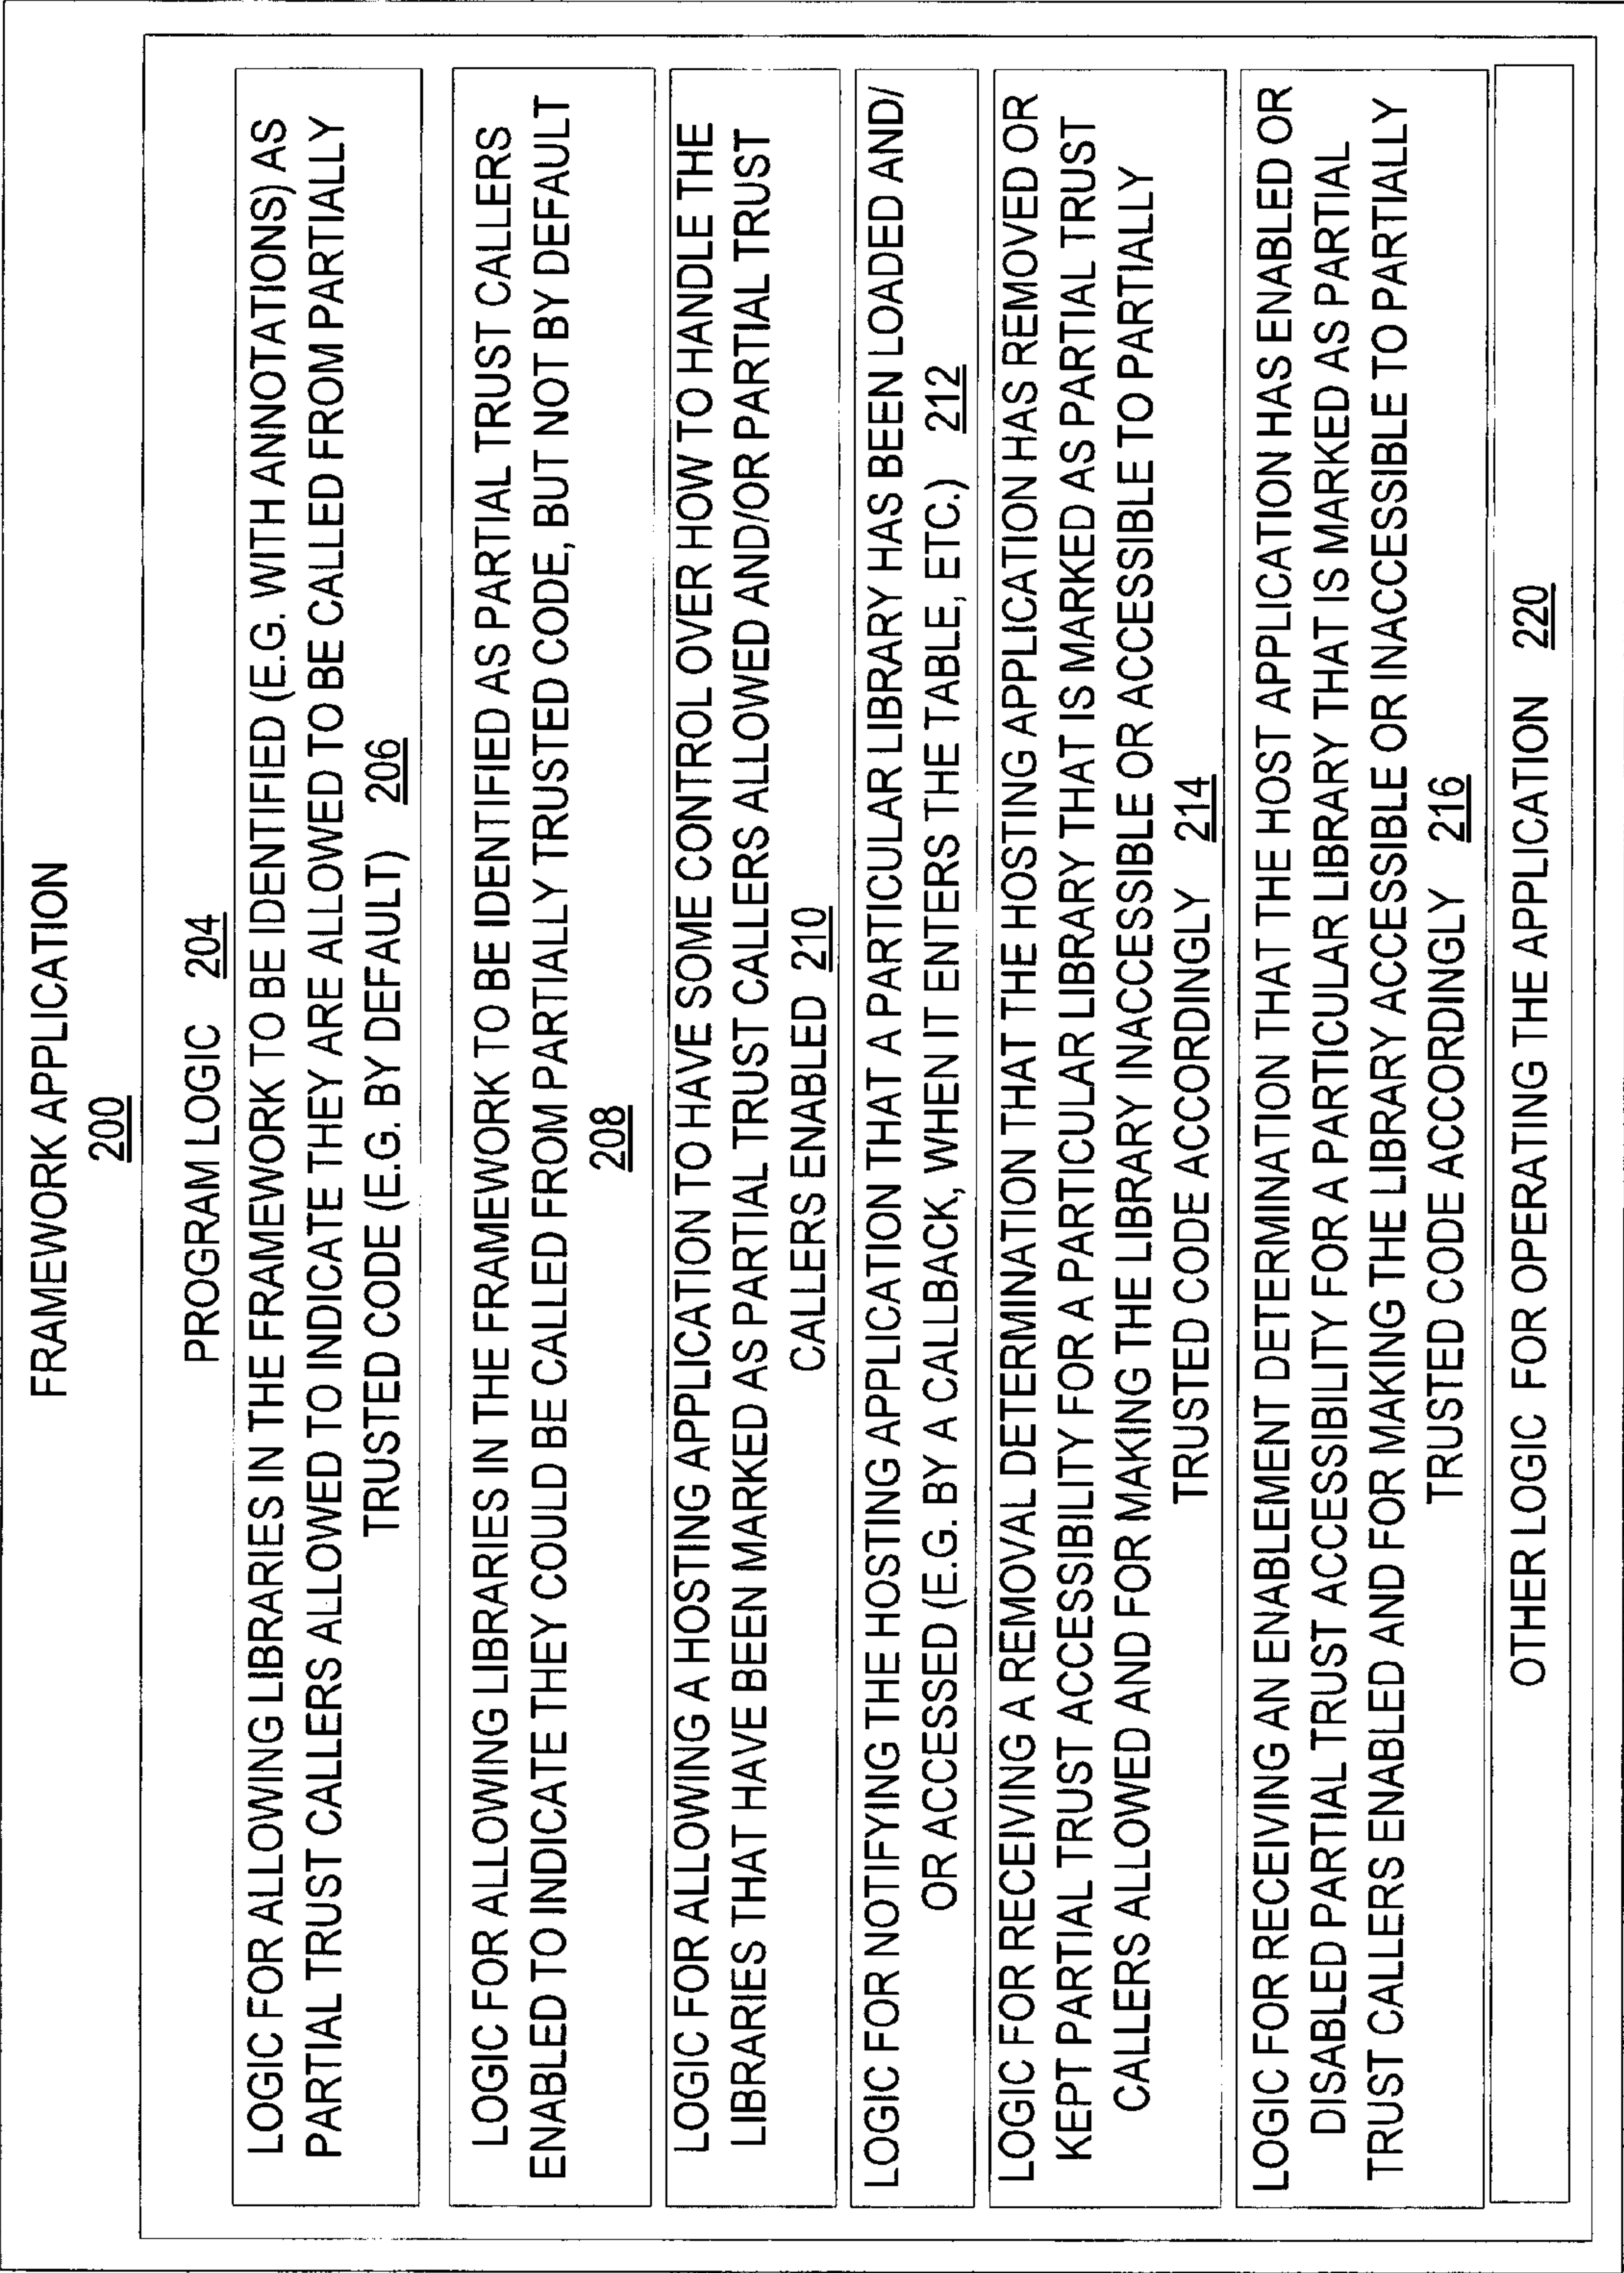 FRAMEWORK APPLICATION
200
PROGRAM LOGIC 204
LOGIC FOR ALLOWING LIBRARIES IN THE FRAMEWORK TO BE IDENTIFIED (E.G. WITH ANNOTATIONS) AS
PARTIAL TRUST CALLERS ALLOWED TO INDICATE THEY ARE ALLOWED TO BE CALLED FROM PARTIALLY
TRUSTED CODE (E.G. BY DEFAULT) 206
LOGIC FOR ALLOWING LIBRARIES IN THE FRAMEWORK TO BE IDENTIFIED AS PARTIAL TRUST CALLERS
ENABLED TO INDICATE THEY COULD BE CALLED FROM PARTIALLY TRUSTED CODE, BUT NOT BY DEFAULT
208
LOGIC FOR ALLOWING A HOSTING APPLICATION TO HAVE SOME CONTROL OVER HOW TO HANDLE THE
LIBRARIES THAT HAVE BEEN MARKED AS PARTIAL TRUST CALLERS ALLOWED AND/OR PARTIAL TRUST
CALLERS ENABLED 210
LOGIC FOR NOTIFYING THE HOSTING APPLICATION THAT A PARTICULAR LIBRARY HAS BEEN LOADED AND/
OR ACCESSED (E.G. BY A CALLBACK, WHEN IT ENTERS THE TABLE, ETC.) 212
LOGIC FOR RECEIVING A REMOVAL DETERMINATION THAT THE HOSTING APPLICATION HAS REMOVED OR
KEPT PARTIAL TRUST ACCESSIBILITY FOR A PARTICULAR LIBRARY THAT IS MARKED AS PARTIAL TRUST
CALLERS ALLOWED AND FOR MAKING THE LIBRARY INACCESSIBLE OR ACCESSIBLE TO PARTIALLY
TRUSTED CODE ACCORDINGLY 214
LOGIC FOR RECEIVING AN ENABLEMENT DETERMINATION THAT THE HOST APPLICATION HAS ENABLED OR
DISABLED PARTIAL TRUST ACCESSIBILITY FOR A PARTICULAR LIBRARY THAT IS MARKED AS PARTIAL
TRUST CALLERS ENABLED AND FOR MAKING THE LIBRARY ACCESSIBLE OR INACCESSIBLE TO PARTIALLY
TRUSTED CODE ACCORDINGLY 216
OTHER LOGIC FOR OPERATING THE APPLICATION 220